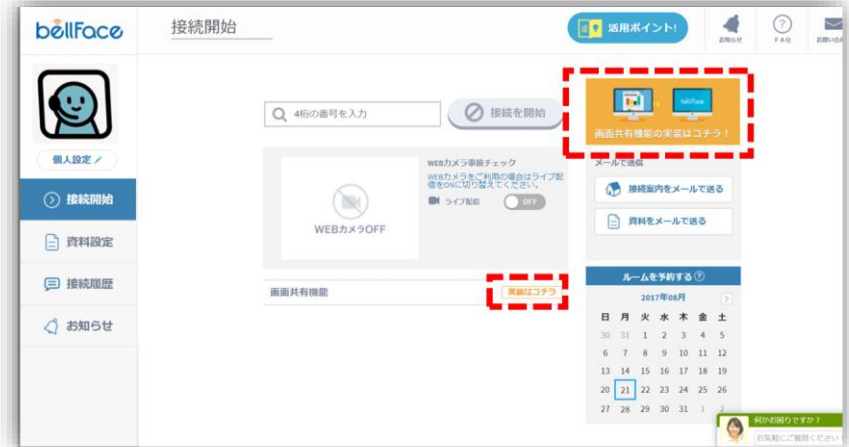 bellFace
接続開始
活用ポイント!
お知らせ
FAQ
個人設定
4桁の番号を入力
接続を開始
bellFace
画面共有機能の実装はコチラ!
WEBカメラ事前チェック
WEBカメラをご利用の場合はライブ配
信をONに切り替えてください。
ライブ配信
OFF
WEBカメラOFF
メールで送信
接続案内をメールで送る
資料をメールで送る
接続開始
資料設定
接続履歴
お知らせ
画面共有機能
実装はコチラ
ルームを予約する ?
2017年08月
日 月 火 水 木 金 土
30 31 1 2 3 4 5
6 7 8 9 10 11 12
13 14 15 16 17 18 19
20 21 22 23 24 25 26
27 28 29 30 31 1 2
何かお困りですか?
お気軽にご質問ください